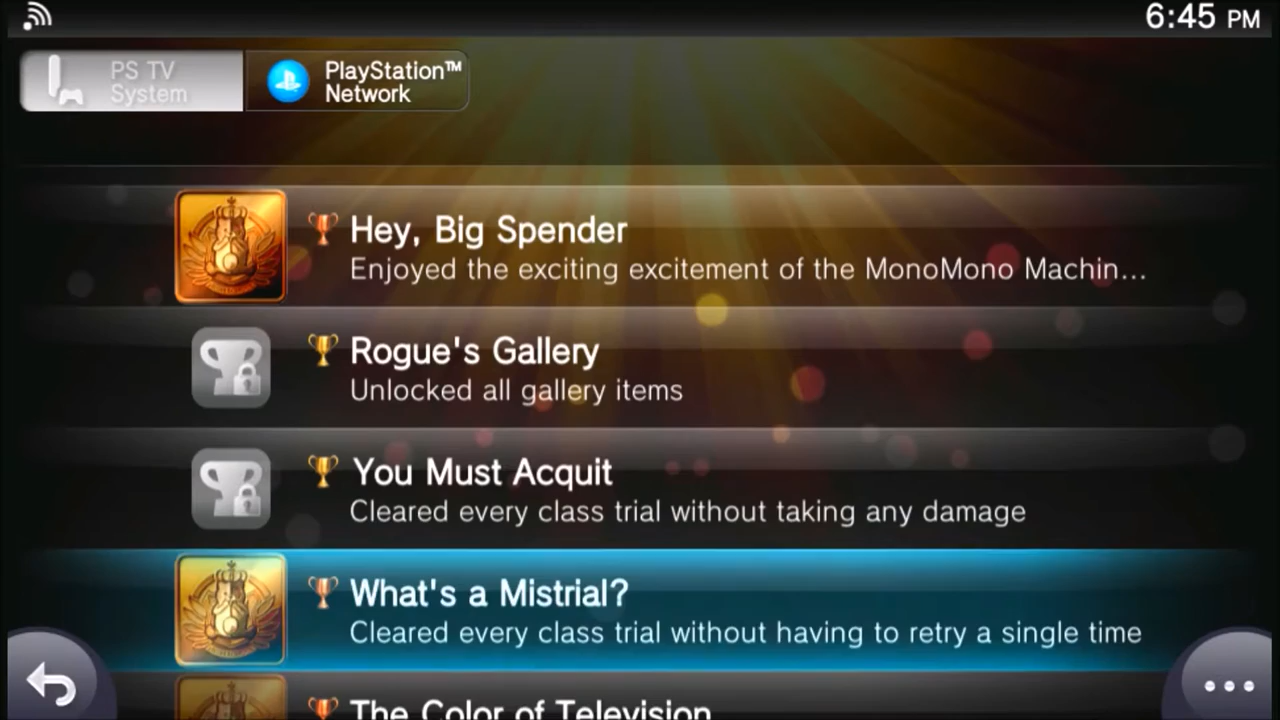 6:45 PM
PS TV
System
PlayStation™
Network
Hey, Big Spender
Enjoyed the exciting excitement of the MonoMono Machin...
Rogue's Gallery
Unlocked all gallery items
You Must Acquit
Cleared every class trial without taking any damage
What's a Mistrial?
Cleared every class trial without having to retry a single time
The Color of Television